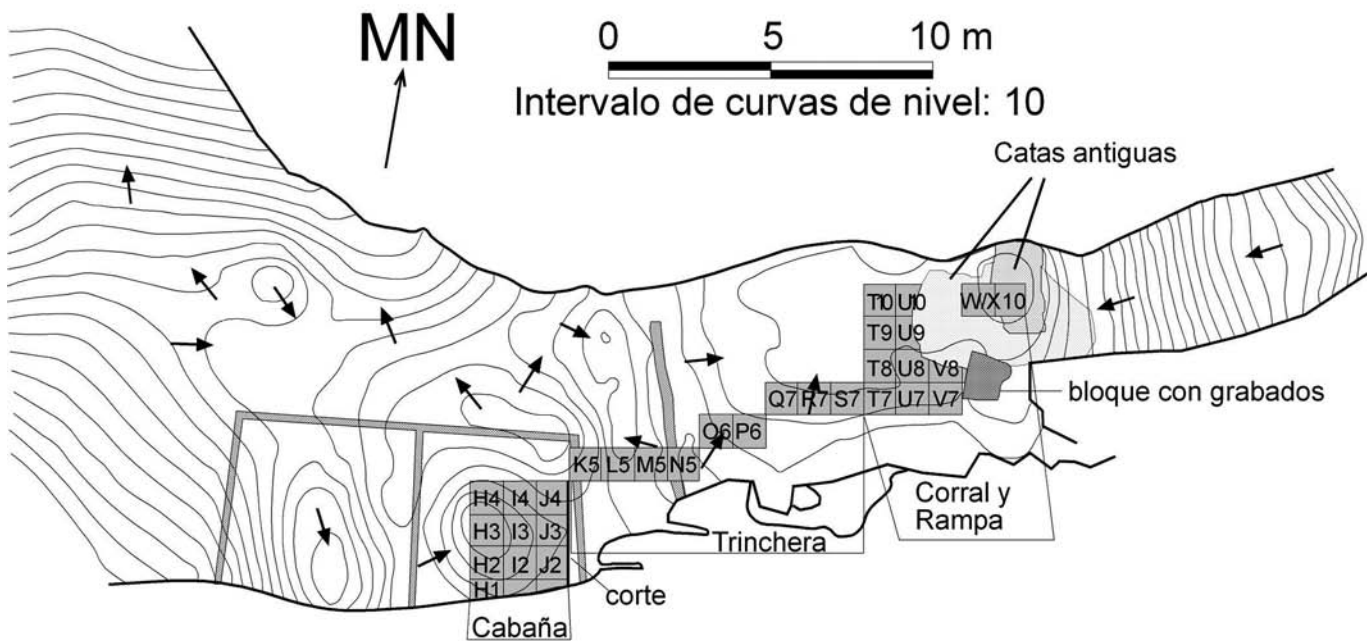 MN
0 5 10 m
Intervalo de curvas de nivel: 10
Catas antiguas
T10 U10 W/X10
T9 U9
T8 U8 V8
bloque con grabados
Q7 R7 S7 T7 U7 V7
O6 P6
K5 L5 M5 N5
H4 I4 J4
Corral y
Rampa
H3 I3 J3
Trinchera
H2 I2 J2
H1
corte
Cabaña